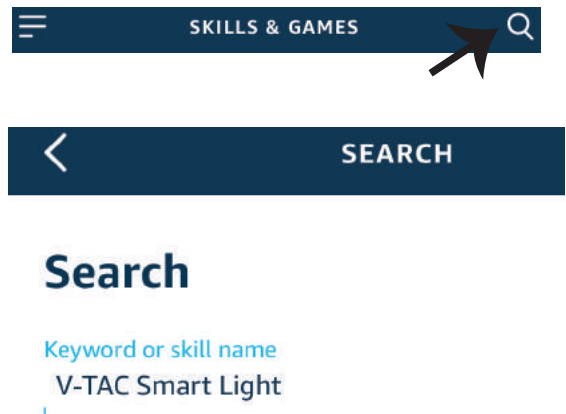 SKILLS & GAMES
SEARCH
Search
Keyword or skill name
V-TAC Smart Light